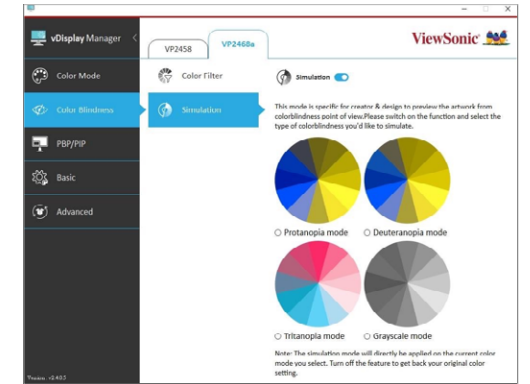 vDisplay Manager
VP2458
VP2468a
ViewSonic
Color Mode
Color Filter
Simulation
Color Blindness
Simulation
This mode is specific for creator & design to preview the artwork from
colorblindness point of view.Please switch on the function and select the
type of colorblindness you'd like to simulate.
PBP/PIP
Basic
Advanced
Protanopia mode
Deuteranopia mode
Tritanopia mode
Grayscale mode
Note: The simulation mode will directly be applied on the current color
mode you select. Turn off the feature to get back your original color
setting.